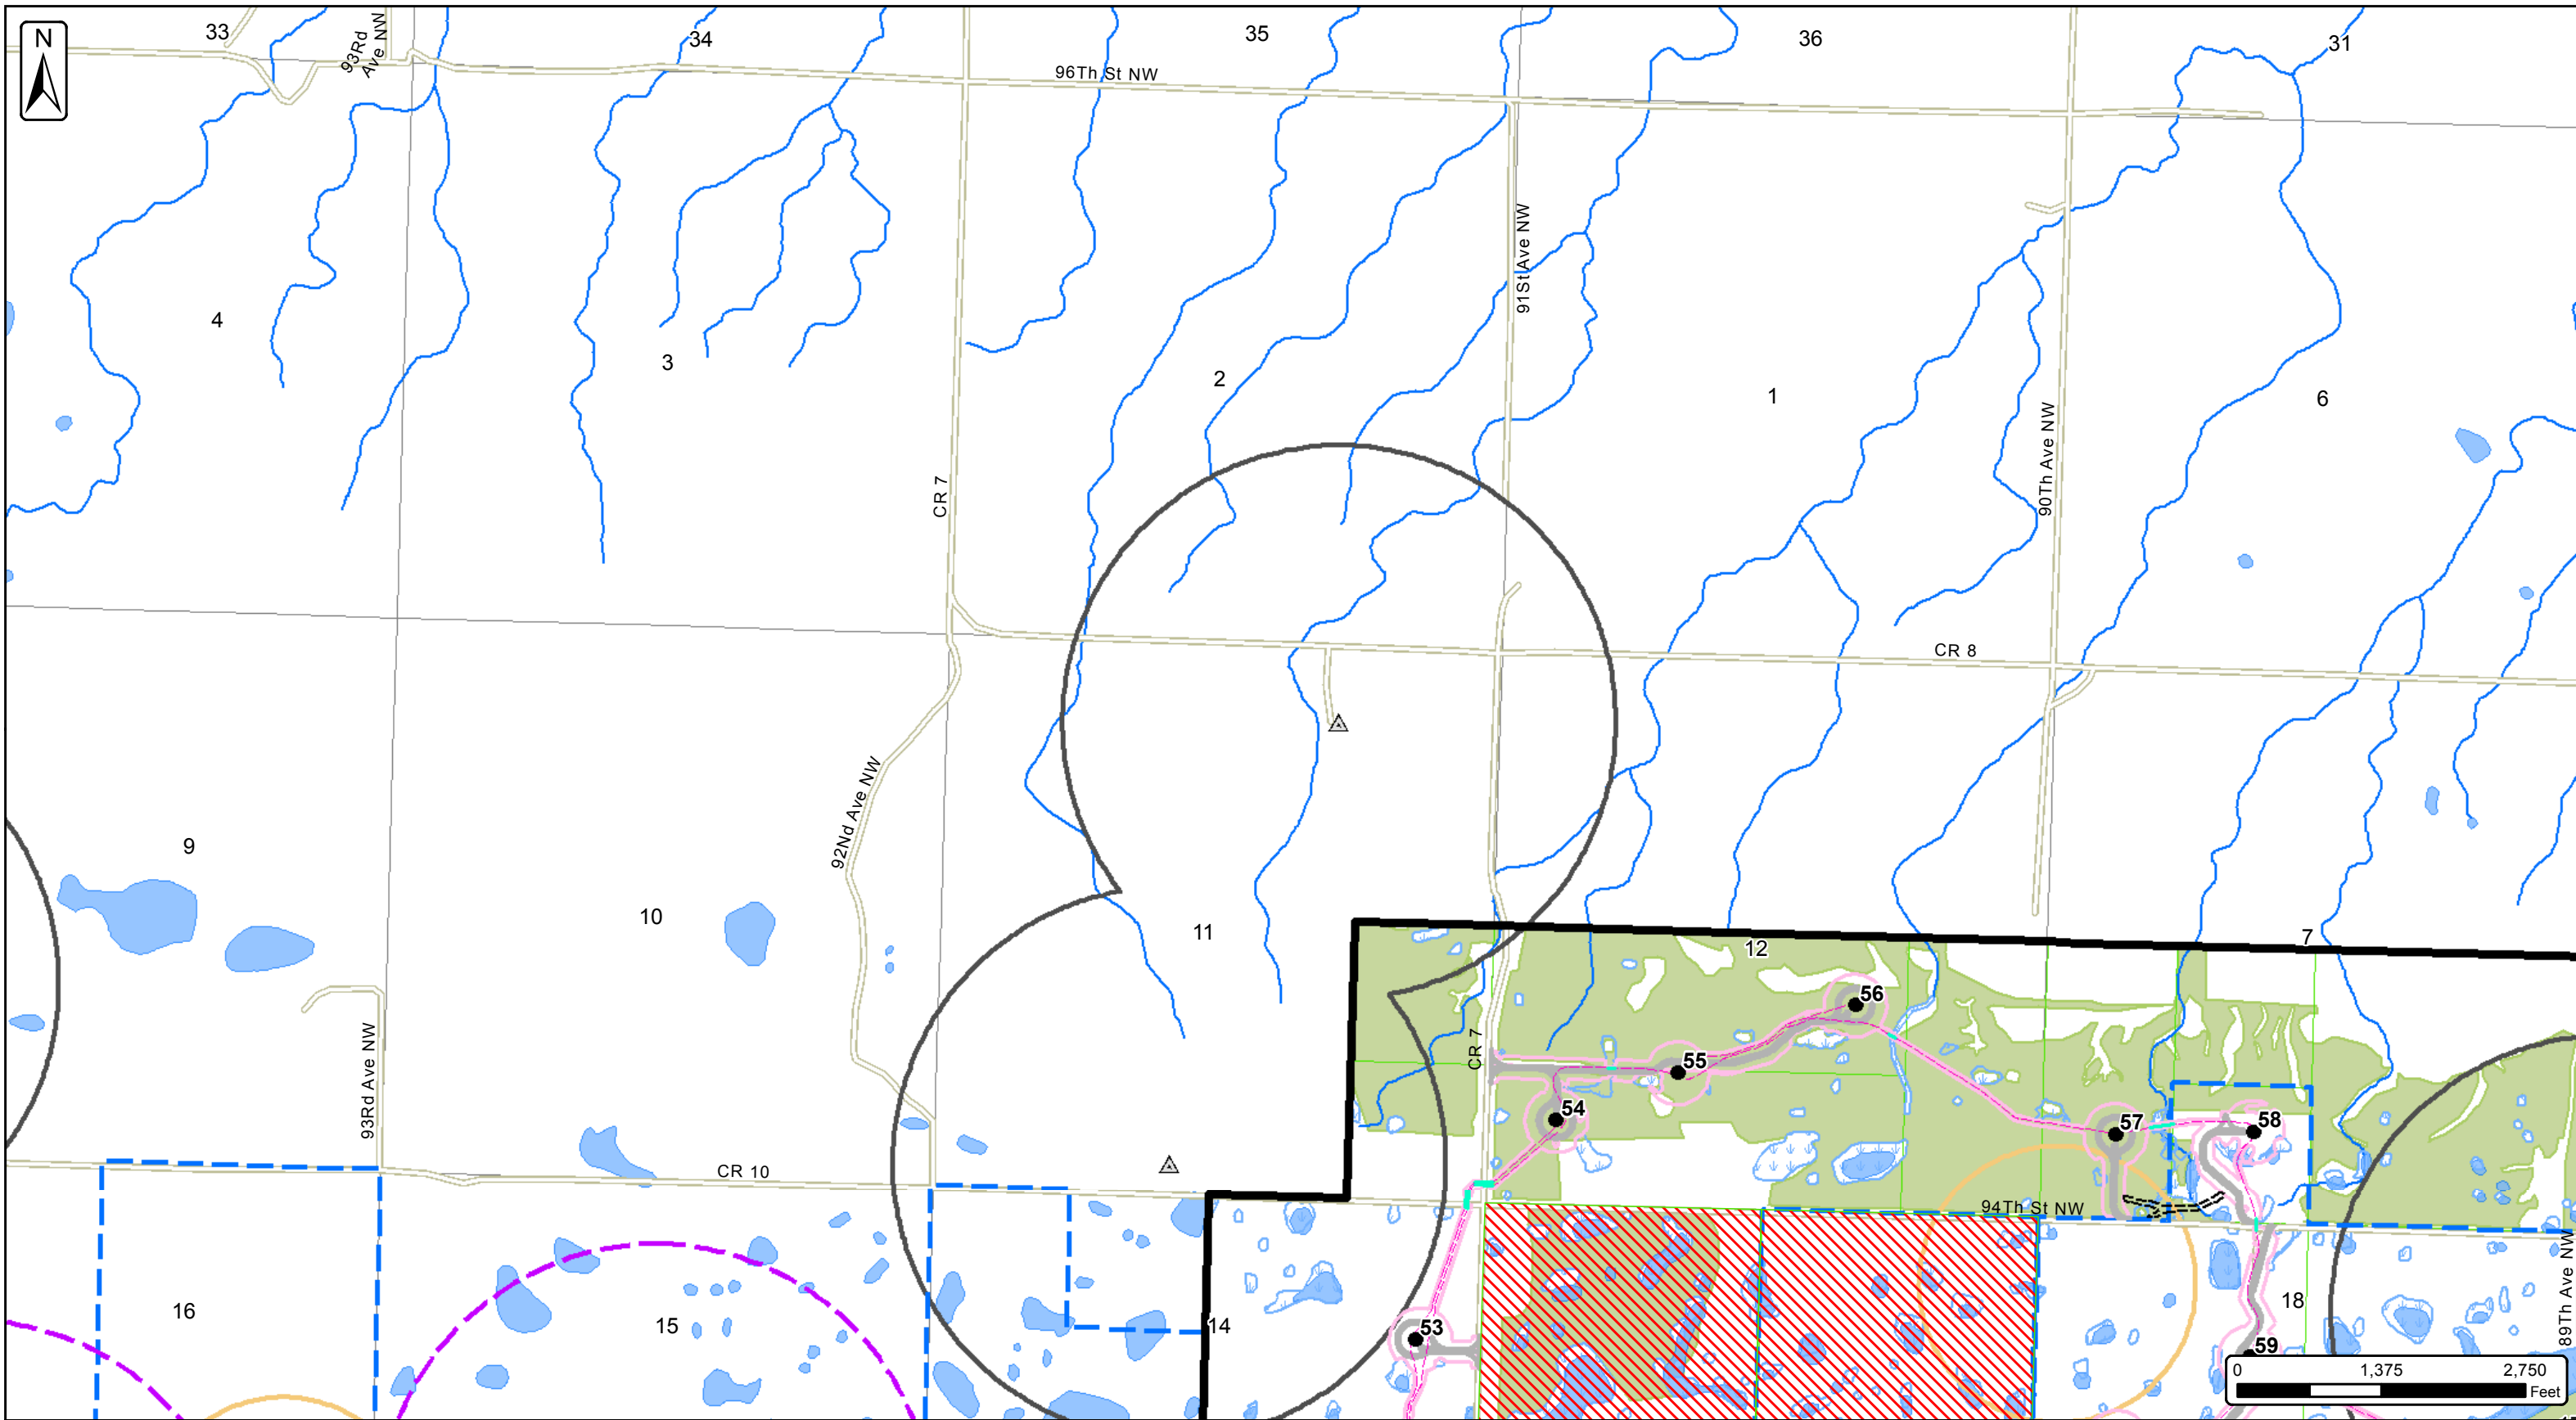 N
33
93Rd
Ave NW
34
35
36
31
96Th St NW
91St Ave NW
4
3
2
1
6
CR 7
90Th Ave NW
CR 8
92Nd Ave NW
9
10
11
12
7
56
93Rd Ave NW
CR 7
55
54
57
58
CR 10
94Th St NW
16
15
14
53
18
59
89Th Ave NW
0 1,375 2,750
Feet